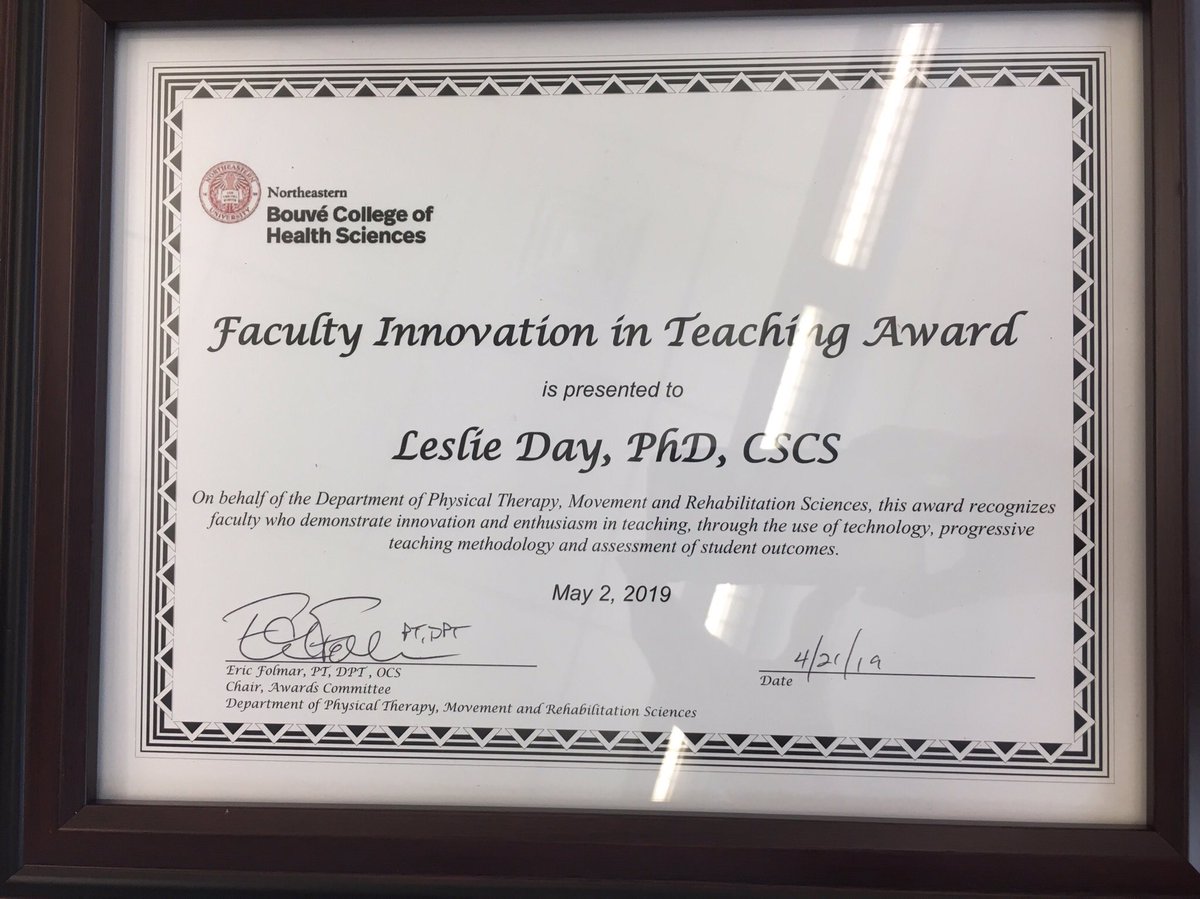 NORTHEASTERN UNIVERSITY
Northeastern
Bouvé College of
Health Sciences
Faculty Innovation in Teaching Award
is presented to
Leslie Day, PhD, CSCS
On behalf of the Department of Physical Therapy, Movement and Rehabilitation Sciences, this award recognizes
faculty who demonstrate innovation and enthusiasm in teaching, through the use of technology, progressive
teaching methodology and assessment of student outcomes.
May 2, 2019
PT, DPT
4/21/19
Eric Folmar, PT, DPT , OCS
Date
Chair, Awards Committee
Department of Physical Therapy, Movement and Rehabilitation Sciences